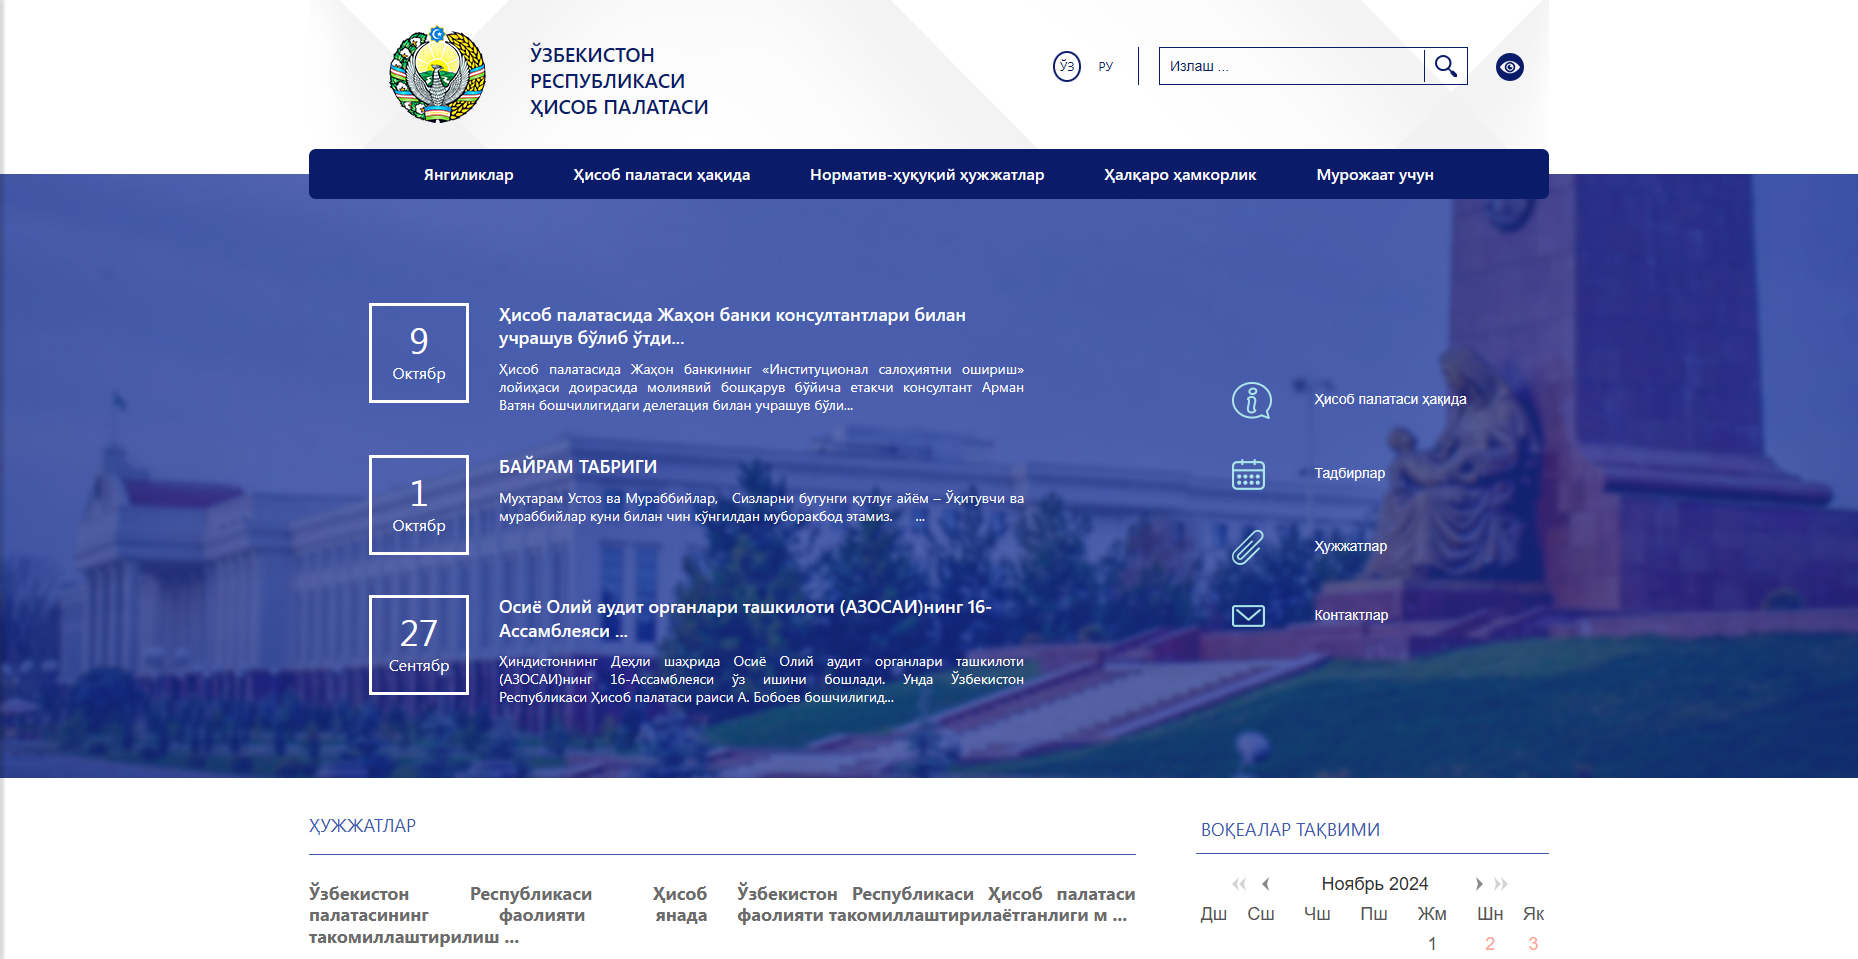 ЎЗБЕКИСТОН
РЕСПУБЛИКАСИ
ҲИСОБ ПАЛАТАСИ
ЎЗ
РУ
Излаш ...
Янгиликлар
Ҳисоб палатаси ҳақида
Норматив-ҳуқуқий ҳужжатлар
Ҳалқаро ҳамкорлик
Мурожаат учун
9
Октябр
Ҳисоб палатасида Жаҳон банки консултантлари билан
учрашув бўлиб ўтди...
Ҳисоб палатасида Жаҳон банкининг «Институционал салоҳиятни ошириш»
лойиҳаси доирасида молиявий бошқарув бўйича етакчи консултант Арман
Ватян бошчилигидаги делегация билан учрашув бўли...
1
Октябр
БАЙРАМ ТАБРИГИ
Муҳтарам Устоз ва Мураббийлар, Сизларни бугунги қутлуғ айём – Ўқитувчи ва
мураббийлар куни билан чин кўнгилдан муборакбод этамиз. ...
27
Сентябр
Осиё Олий аудит органлари ташкилоти (АЗОСАИ)нинг 16-
Ассамблеяси ...
Ҳиндистоннинг Деҳли шаҳрида Осиё Олий аудит органлари ташкилоти
(АЗОСАИ)нинг 16-Ассамблеяси ўз ишини бошлади. Унда Ўзбекистон
Республикаси Ҳисоб палатаси раиси А. Бобоев бошчилигид...
Ҳисоб палатаси ҳақида
Тадбирлар
Ҳужжатлар
Контактлар
ҲУЖЖАТЛАР
Ўзбекистон Республикаси Ҳисоб
палатасининг фаолияти янада
такомиллаштирилиш ...
Ўзбекистон Республикаси Ҳисоб палатаси
фаолияти такомиллаштирилаётганлиги м ...
ВОҚЕАЛАР ТАҚВИМИ
Ноябрь 2024
Дш Сш Чш Пш Жм Шн Як
1 2 3